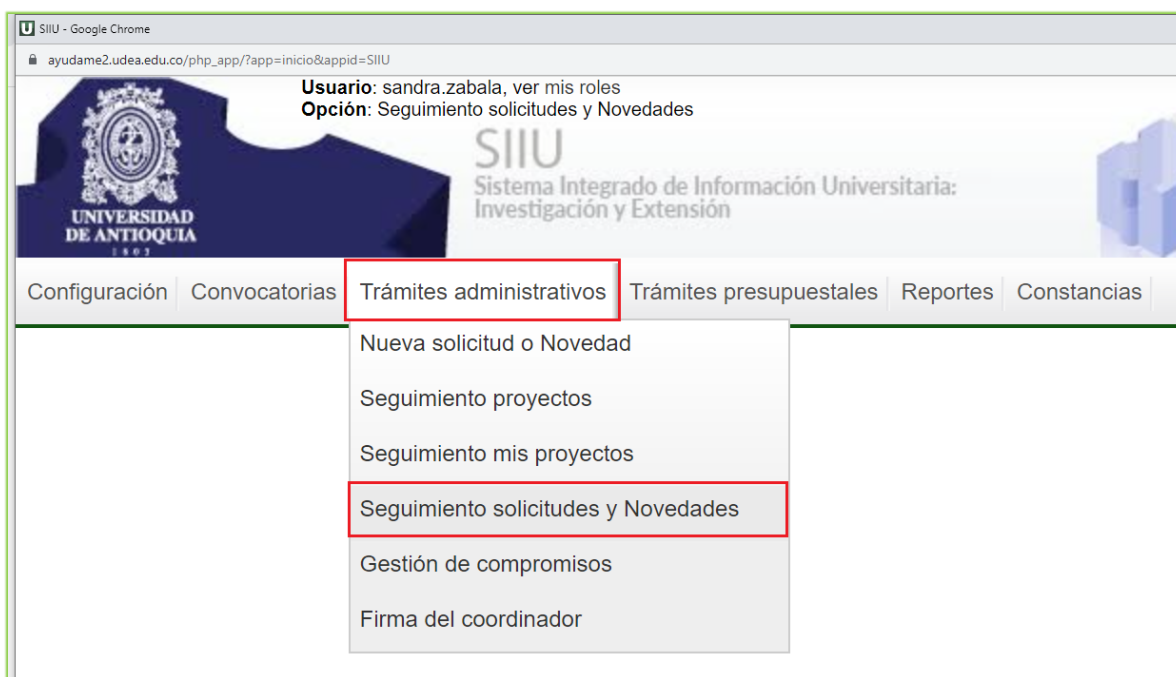 SIIU - Google Chrome
ayudame2.udea.edu.co/php_app/?app=inicio&appid=SIIU
Usuario: sandra.zabala, ver mis roles
Opción: Seguimiento solicitudes y Novedades
SIIU
Sistema Integrado de Información Universitaria:
Investigación y Extensión
UNIVERSIDAD
DE ANTIOQUIA
1803
Configuración Convocatorias Trámites administrativos Trámites presupuestales Reportes Constancias
Nueva solicitud o Novedad
Seguimiento proyectos
Seguimiento mis proyectos
Seguimiento solicitudes y Novedades
Gestión de compromisos
Firma del coordinador